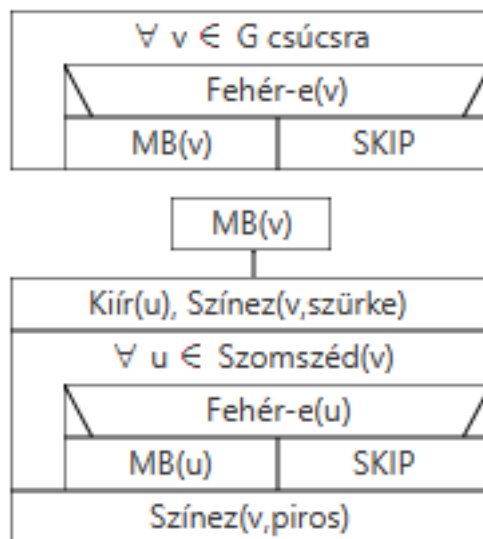 ∀ v ∈ G csúcsra
Fehér-e(v)
MB(v) SKIP
MB(v)
Kiír(u), Színez(v,szürke)
∀ u ∈ Szomszéd(v)
Fehér-e(u)
MB(u) SKIP
Színez(v,piros)